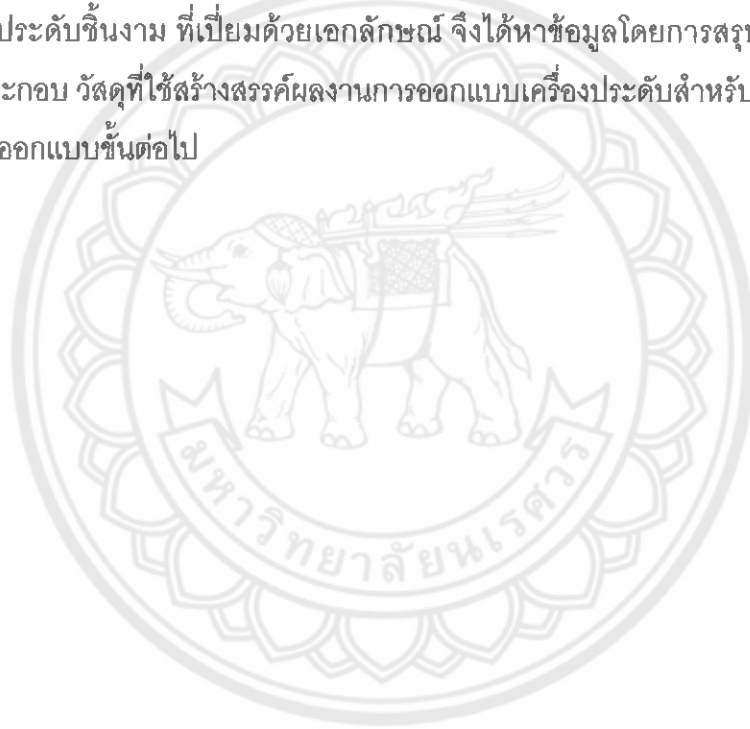 ประดับชิ้นงาม ที่เปี่ยมด้วยเอกลักษณ์ จึงได้หาข้อมูลโดยการสรุป
ะกอบ วัสดุที่ใช้สร้างสรรค์ผลงานการออกแบบเครื่องประดับสำหรับ
ออกแบบขั้นต่อไป
มหาวิทยาลัยนเรศวร